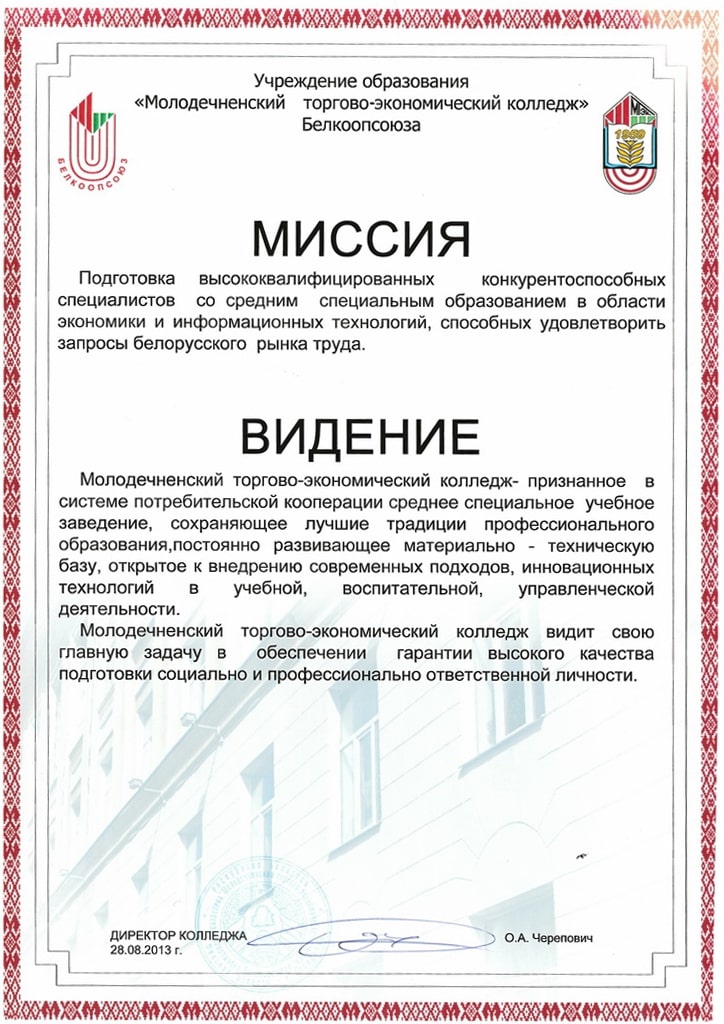 Учреждение образования
«Молодечненский торгово-экономический колледж»
Белкоопсоюза
БЕЛКООПСОЮЗ
1959
МИССИЯ
Подготовка высококвалифицированных конкурентоспособных
специалистов со средним специальным образованием в области
экономики и информационных технологий, способных удовлетворить
запросы белорусского рынка труда.
ВИДЕНИЕ
Молодечненский торгово-экономический колледж- признанное в
системе потребительской кооперации среднее специальное учебное
заведение, сохраняющее лучшие традиции профессионального
образования,постоянно развивающее материально - техническую
базу, открытое к внедрению современных подходов, инновационных
технологий в учебной, воспитательной, управленческой
деятельности.
Молодечненский торгово-экономический колледж видит свою
главную задачу в обеспечении гарантии высокого качества
подготовки социально и профессионально ответственной личности.
ДИРЕКТОР КОЛЛЕДЖА
О.А. Черепович
28.08.2013 г.